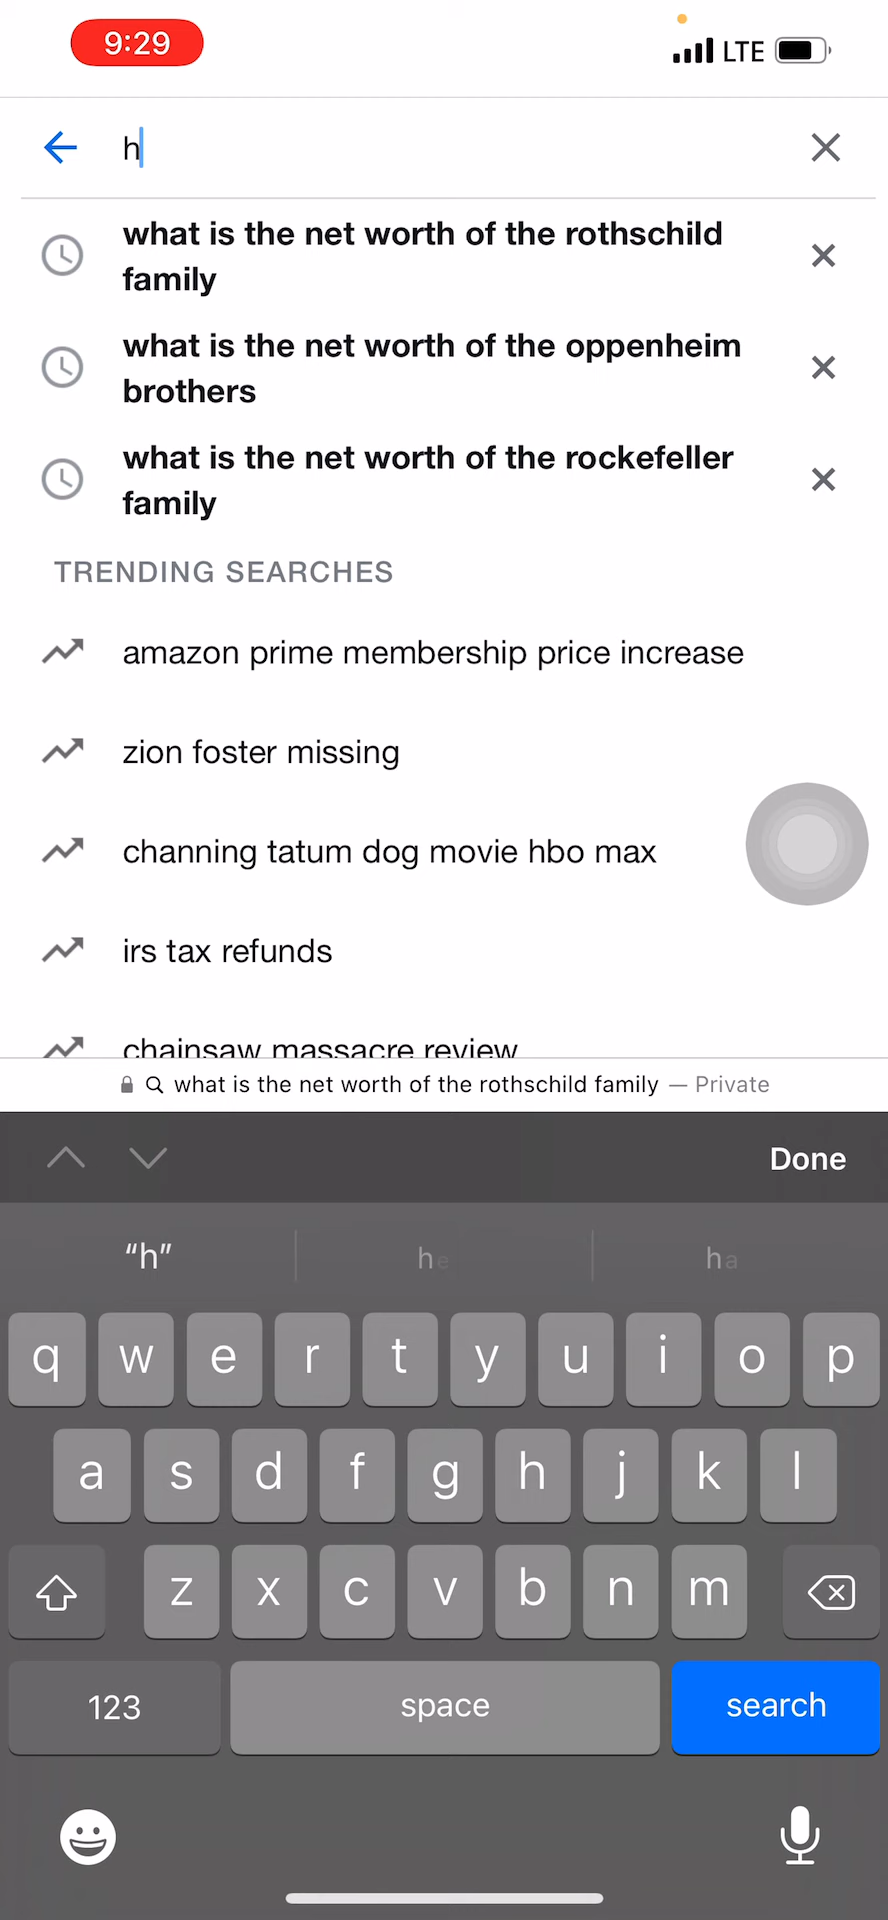 9:29
LTE
h
what is the net worth of the rothschild
family
what is the net worth of the oppenheim
brothers
what is the net worth of the rockefeller
family
TRENDING SEARCHES
amazon prime membership price increase
zion foster missing
channing tatum dog movie hbo max
irs tax refunds
chainsaw massacre review
what is the net worth of the rothschild family — Private
Done
“h” he ha
q w e r t y u i o p
a s d f g h j k l
z x c v b n m
123 space search